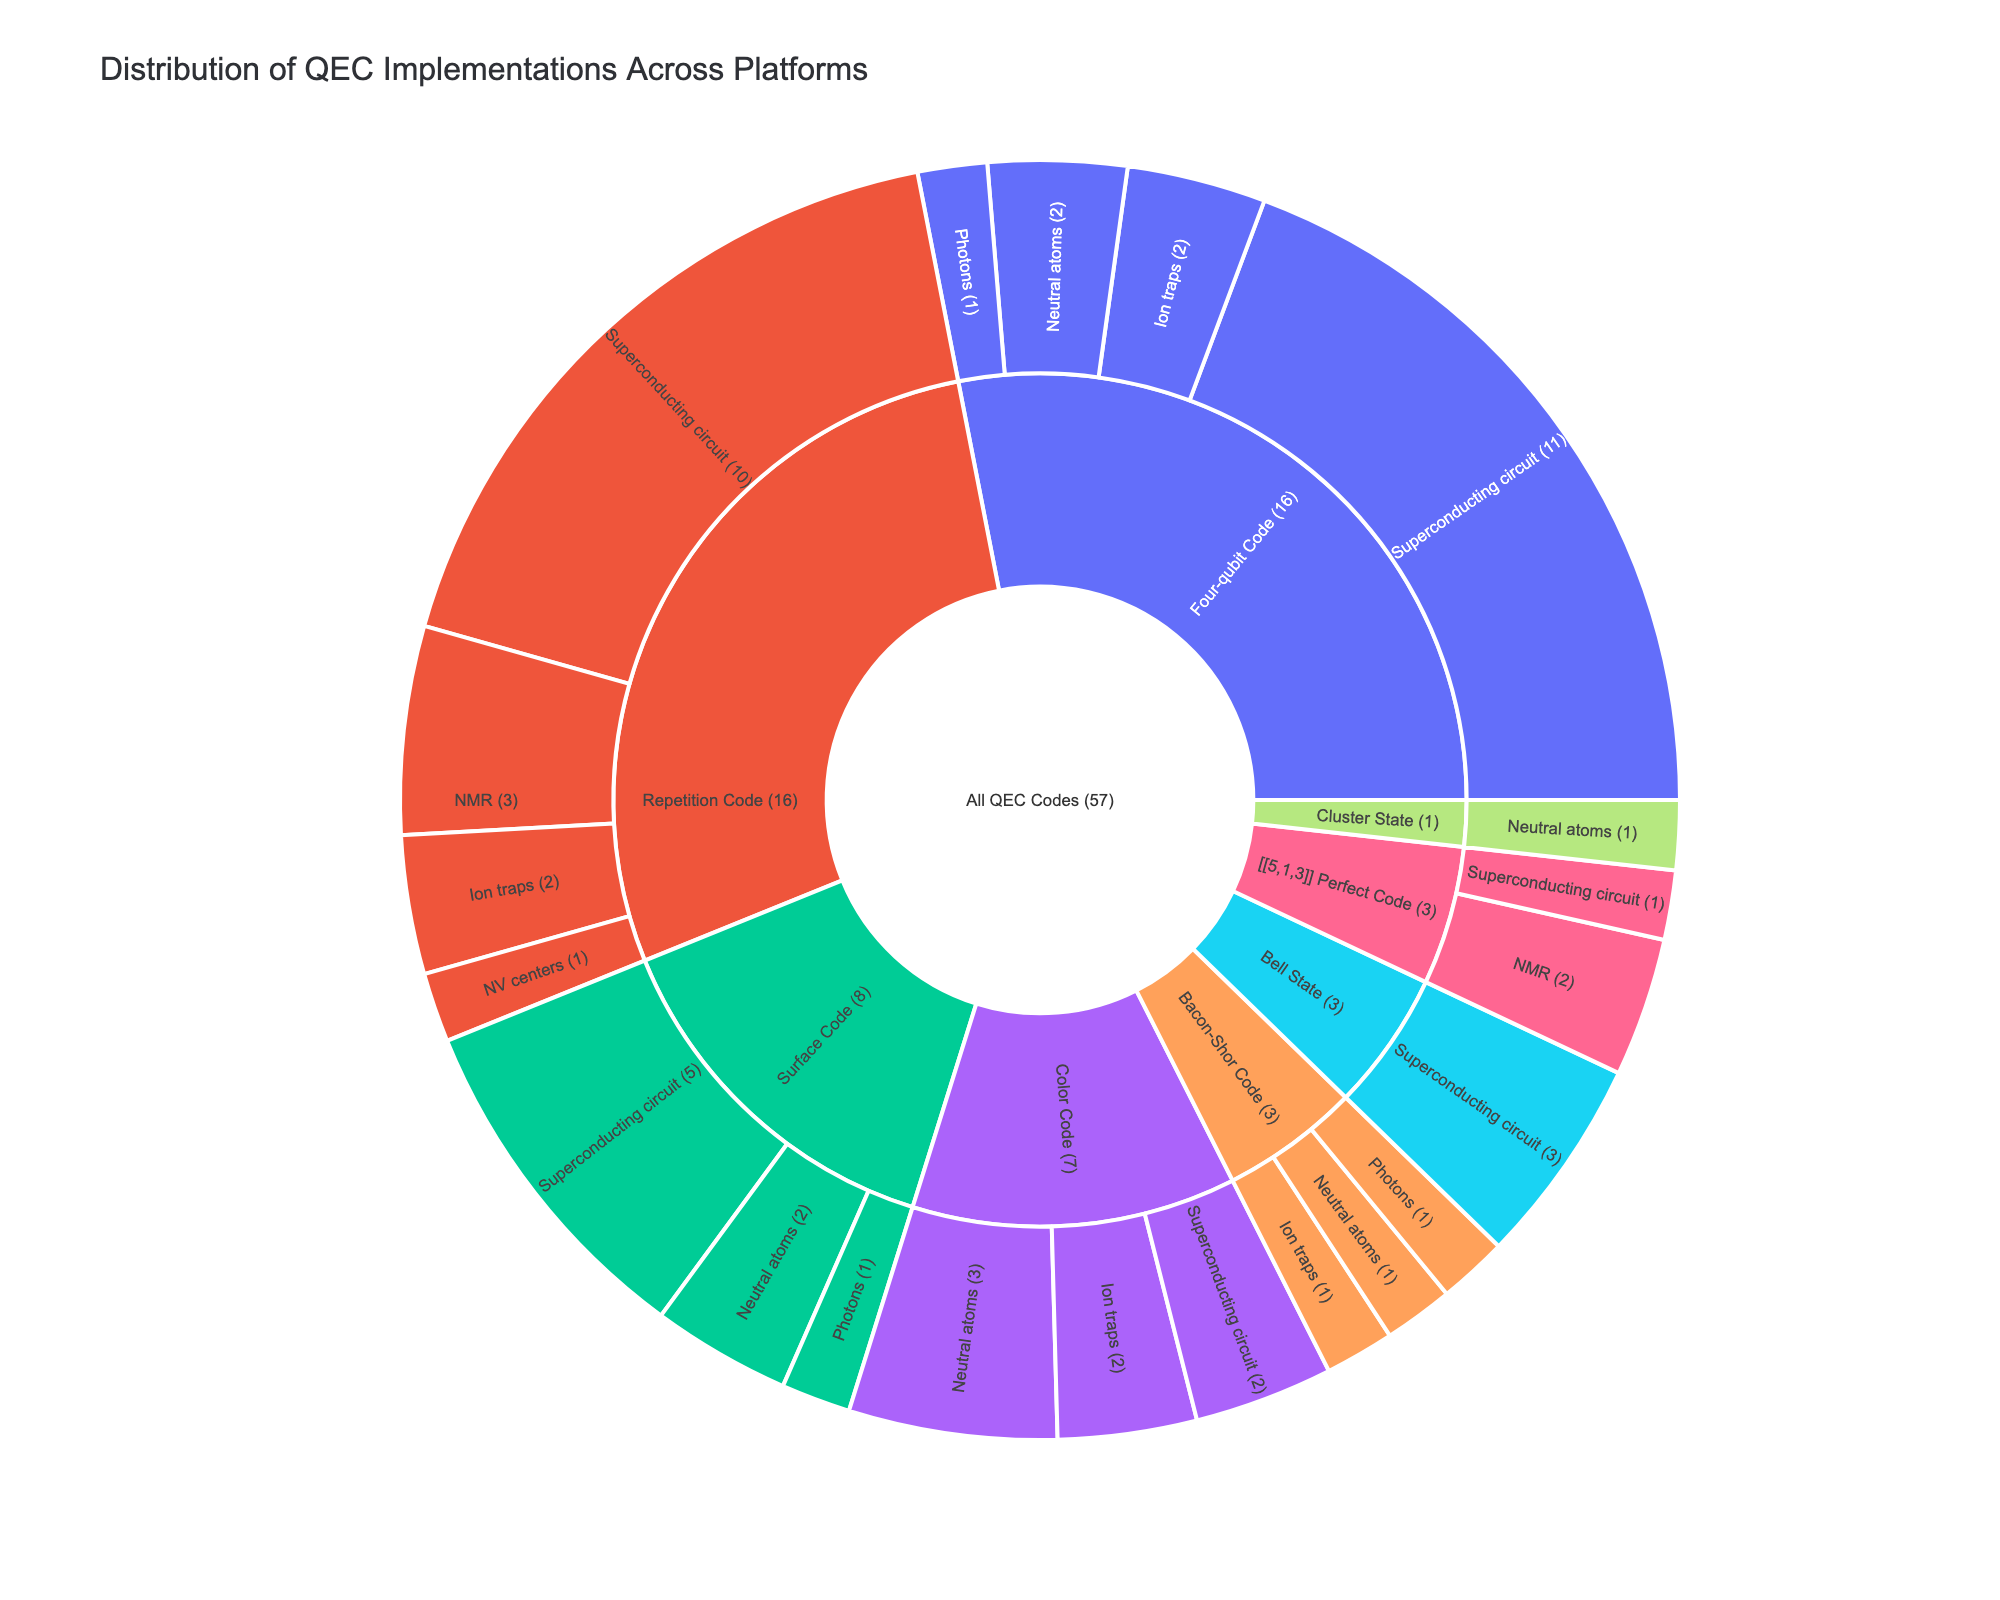 Distribution of QEC Implementations Across Platforms
All QEC Codes (57)
Four-qubit Code (16)
Superconducting circuit (11)
Ion traps (2)
Neutral atoms (2)
Photons (1)
Repetition Code (16)
Superconducting circuit (10)
NMR (3)
Ion traps (2)
NV centers (1)
Surface Code (8)
Superconducting circuit (5)
Neutral atoms (2)
Photons (1)
Color Code (7)
Neutral atoms (3)
Ion traps (2)
Superconducting circuit (2)
Bacon-Shor Code (3)
Ion traps (1)
Neutral atoms (1)
Photons (1)
Bell State (3)
Superconducting circuit (3)
[[5,1,3]] Perfect Code (3)
NMR (2)
Superconducting circuit (1)
Cluster State (1)
Neutral atoms (1)